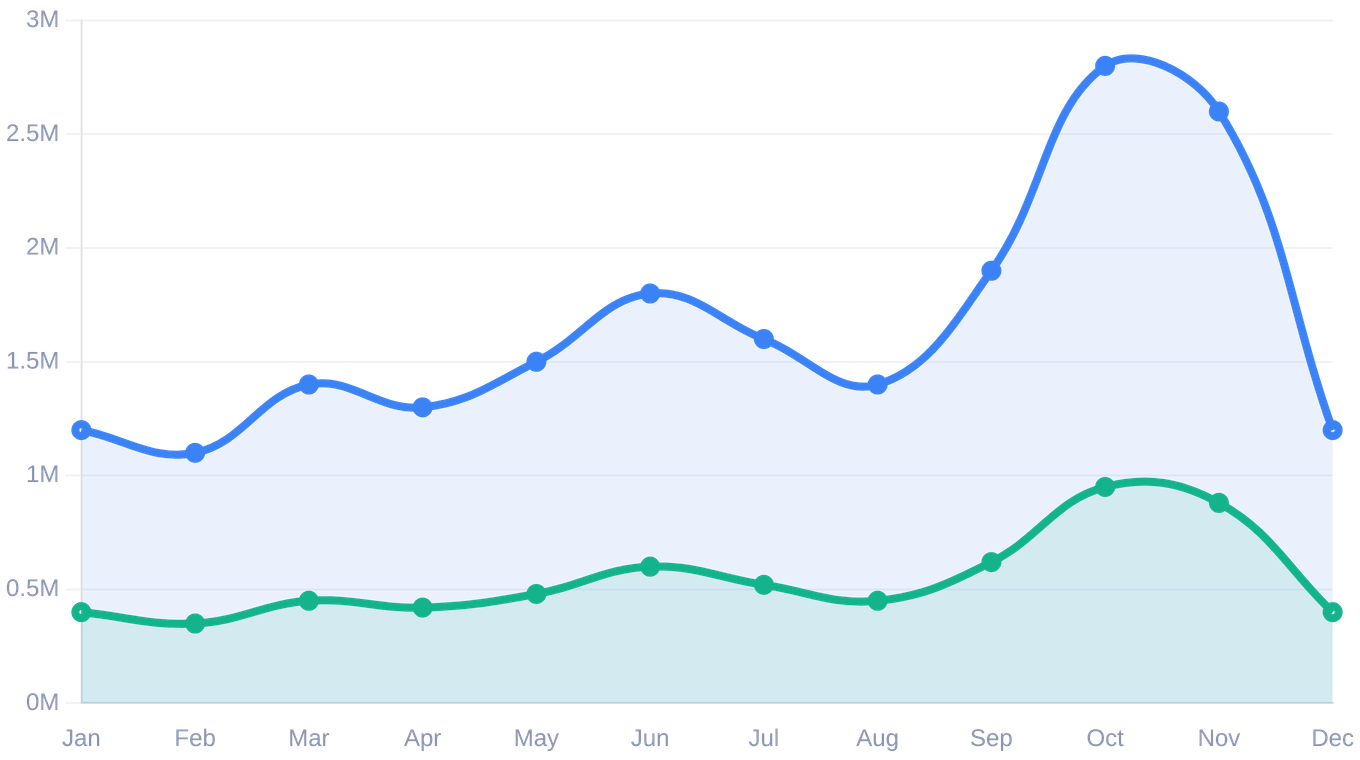 3M
2.5M
2M
1.5M
1M
0.5M
0M
Jan Feb Mar Apr May Jun Jul Aug Sep Oct Nov Dec